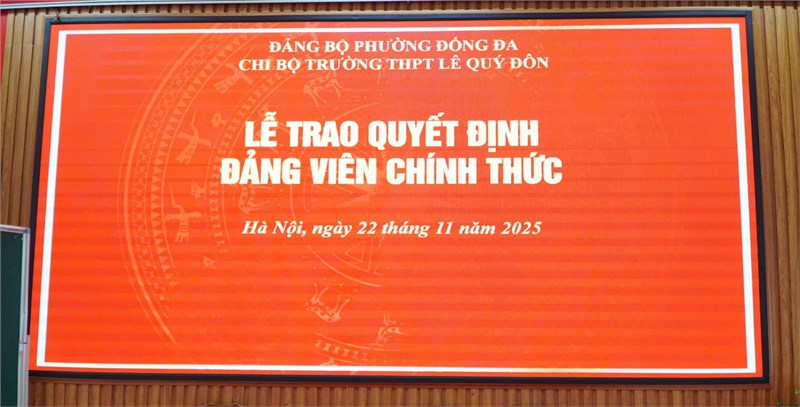 ĐẢNG BỘ PHƯỜNG ĐỐNG ĐA
CHI BỘ TRƯỜNG THPT LÊ QUÝ ĐÔN
LỄ TRAO QUYẾT ĐỊNH
ĐẢNG VIÊN CHÍNH THỨC
Hà Nội, ngày 22 tháng 11 năm 2025